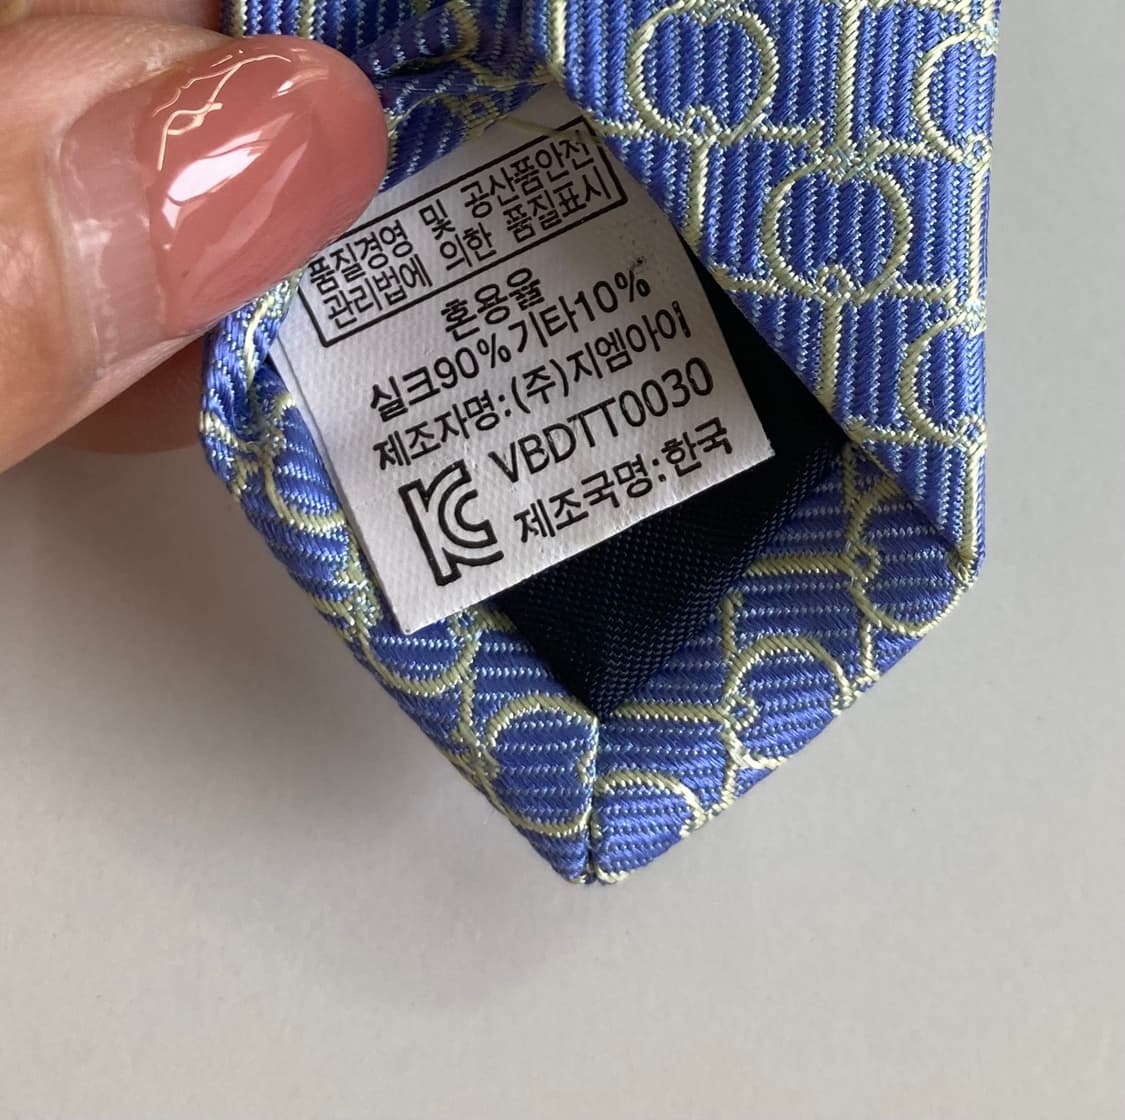 품질경영 및 공산품안전
관리법에 의한 품질표시
혼용율
실크90%기타10%
제조자명:(주)지엠아이
VBDTT0030
제조국명:한국
KC